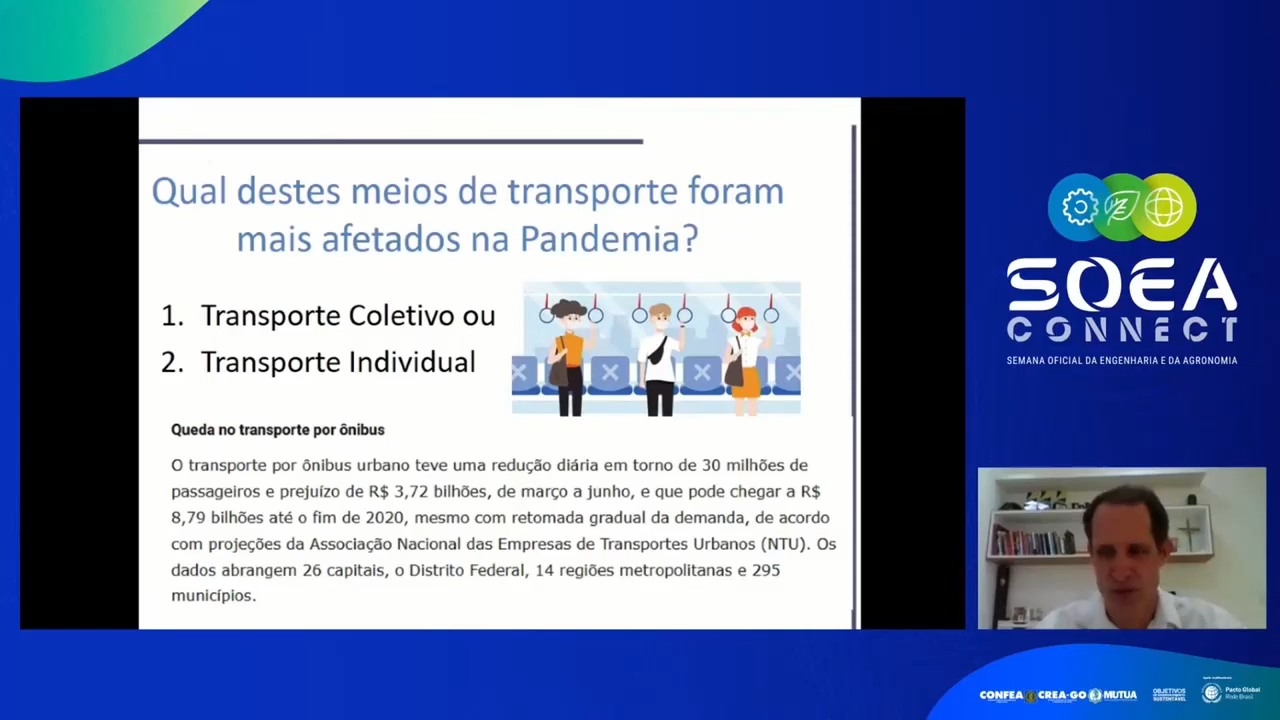 Qual destes meios de transporte foram
mais afetados na Pandemia?
1. Transporte Coletivo ou
2. Transporte Individual
Queda no transporte por ônibus
O transporte por ônibus urbano teve uma redução diária em torno de 30 milhões de
passageiros e prejuízo de R$ 3,72 bilhões, de março a junho, e que pode chegar a R$
8,79 bilhões até o fim de 2020, mesmo com retomada gradual da demanda, de acordo
com projeções da Associação Nacional das Empresas de Transportes Urbanos (NTU). Os
dados abrangem 26 capitais, o Distrito Federal, 14 regiões metropolitanas e 295
municípios.
SOEA
CONNECT
SEMANA OFICIAL DA ENGENHARIA E DA AGRONOMIA
CONFEA CREA-GO MUTUA
OBJETIVOS
SUSTENTÁVEL
Pacto Global
Rede Brasil